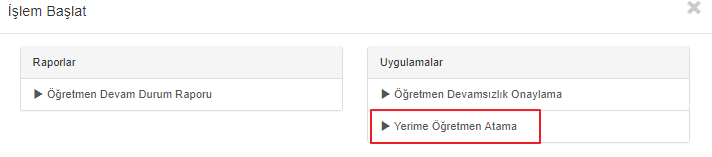 İşlem Başlat
Raporlar
Öğretmen Devam Durum Raporu
Uygulamalar
Öğretmen Devamsızlık Onaylama
Yerime Öğretmen Atama